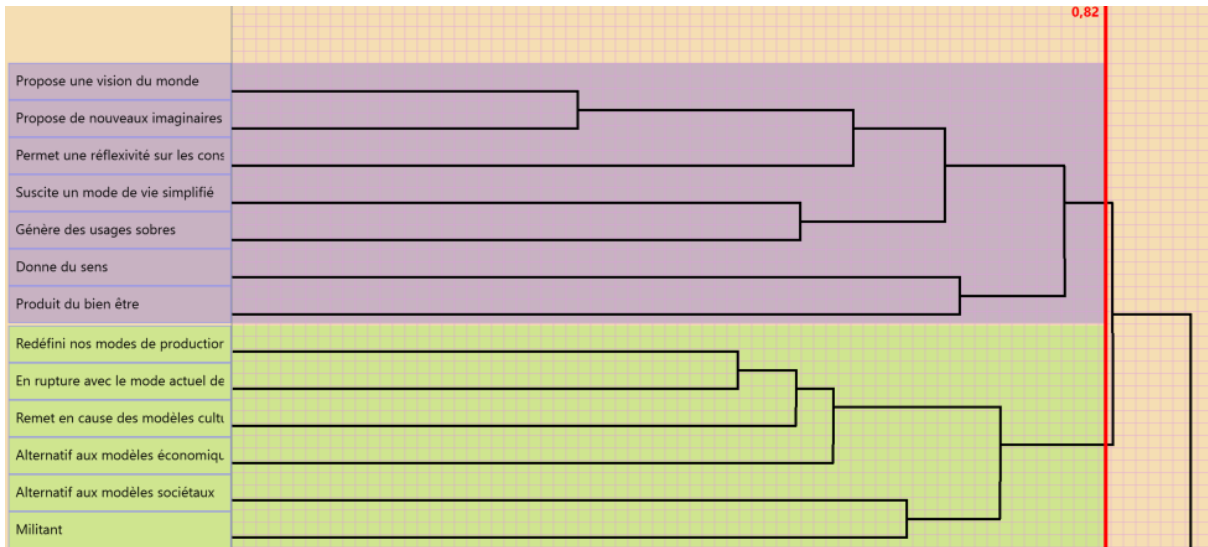 0,82
Propose une vision du monde
Propose de nouveaux imaginaires
Permet une réflexivité sur les cons
Suscite un mode de vie simplifié
Génère des usages sobres
Donne du sens
Produit du bien être
Redéfini nos modes de production
En rupture avec le mode actuel de
Remet en cause des modèles cultu
Alternatif aux modèles économiqu
Alternatif aux modèles sociétaux
Militant